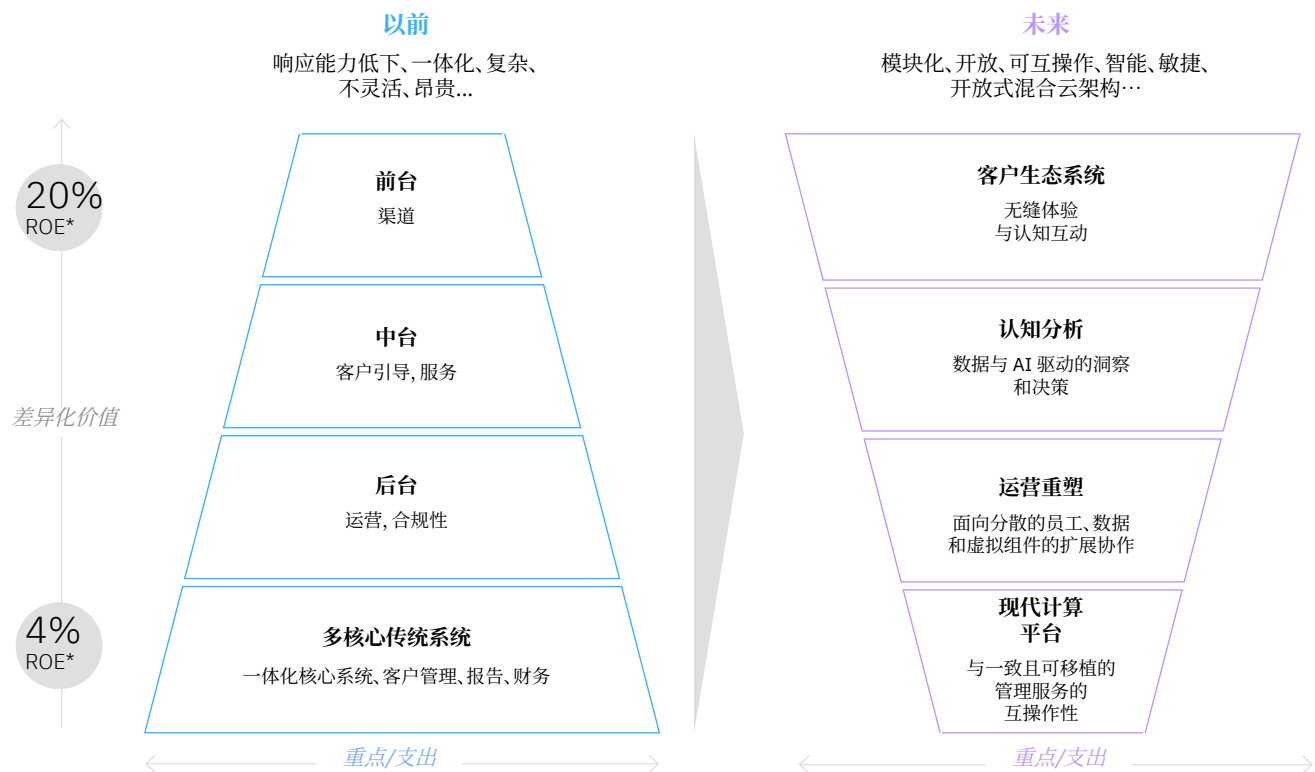 以前
响应能力低下、一体化、复杂、
不灵活、昂贵...
未来
模块化、开放、可互操作、智能、敏捷、
开放式混合云架构…
20%
ROE*
差异化价值
4%
ROE*
前台
渠道
中台
客户引导, 服务
后台
运营, 合规性
多核心传统系统
一体化核心系统、客户管理、报告、财务
重点/支出
客户生态系统
无缝体验
与认知互动
认知分析
数据与 AI 驱动的洞察
和决策
运营重塑
面向分散的员工、数据
和虚拟组件的扩展协作
现代计算
平台
与一致且可移植的
管理服务的
互操作性
重点/支出